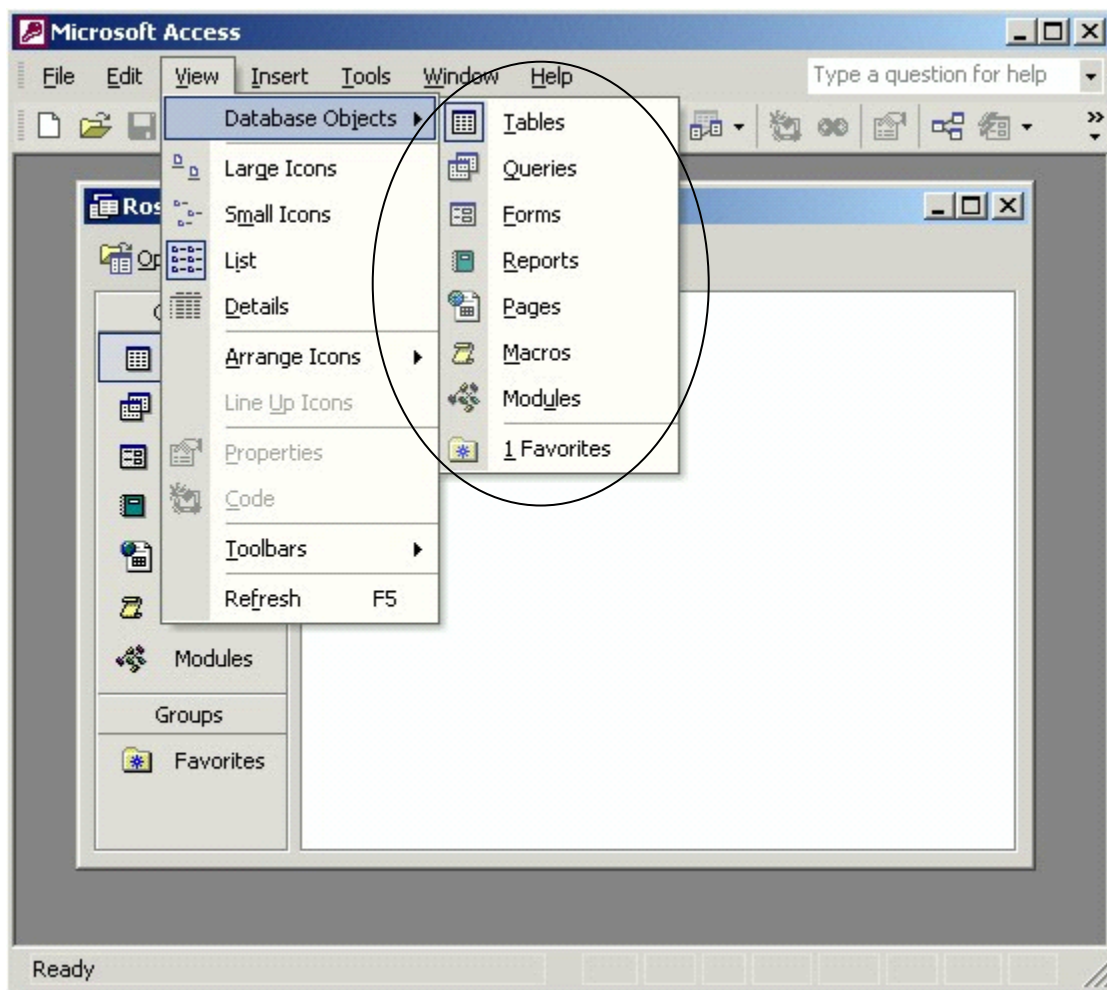 Microsoft Access
File Edit View Insert Tools Window Help Type a question for help
Database Objects
Large Icons
Small Icons
List
Details
Arrange Icons
Line Up Icons
Properties
Code
Toolbars
Refresh F5
Tables
Queries
Forms
Reports
Pages
Macros
Modules
1 Favorites
Modules
Groups
Favorites
Ready